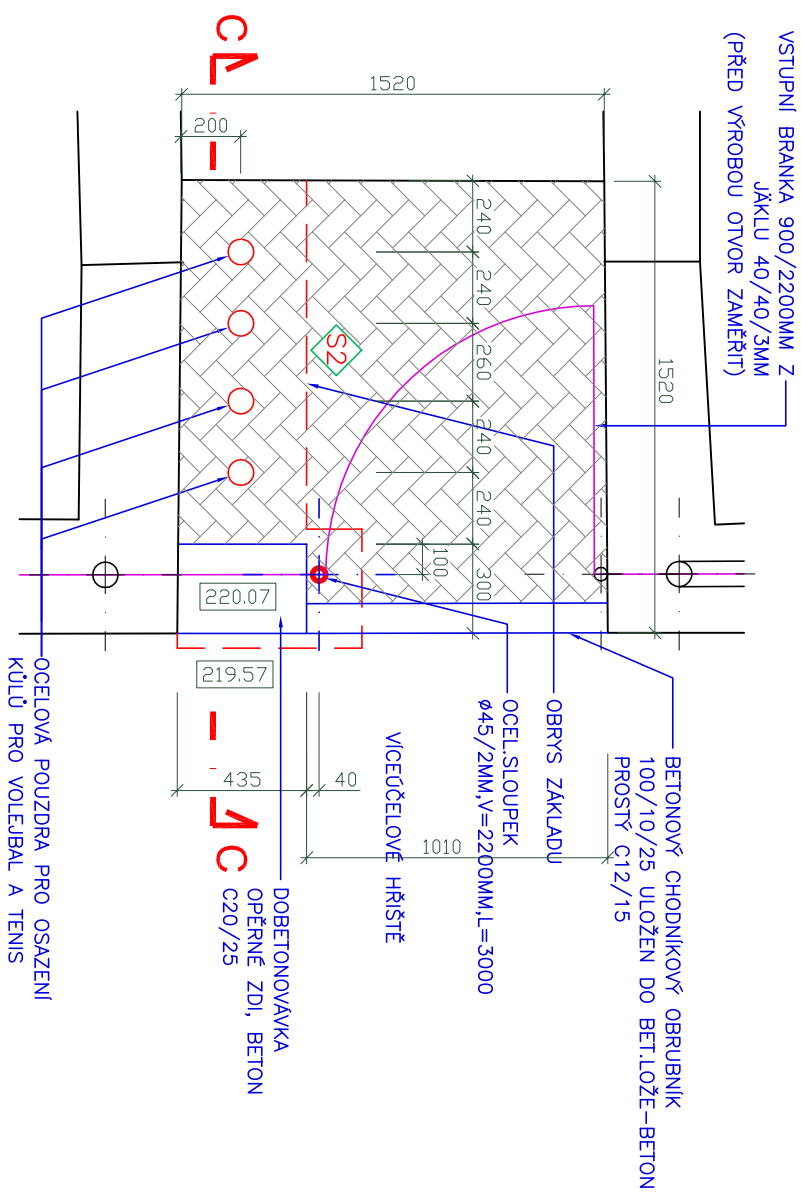 VSTUPNÍ BRANKA 900/2200MM Z
JÄKLU 40/40/3MM
(PŘED VÝROBOU OTVOR ZAMĚŘIT)
C
1520
200
1520
240
240
260
240
240
300
100
S2
220.07
219.57
435
40
1010
C
BETONOVÝ CHODNÍKOVÝ OBRUBNÍK
100/10/25 ULOŽEN DO BET.LOŽE-BETON
PROSTÝ C12/15
OBRYS ZÁKLADU
OCEL.SLOUPEK
ø45/2MM,V=2200MM,L=3000
VÍCEÚČELOVÉ HŘIŠTĚ
DOBETONOVÁVKA
OPĚRNÉ ZDI, BETON
C20/25
OCELOVÁ POUZDRA PRO OSAZENÍ
KŮLŮ PRO VOLEJBAL A TENIS